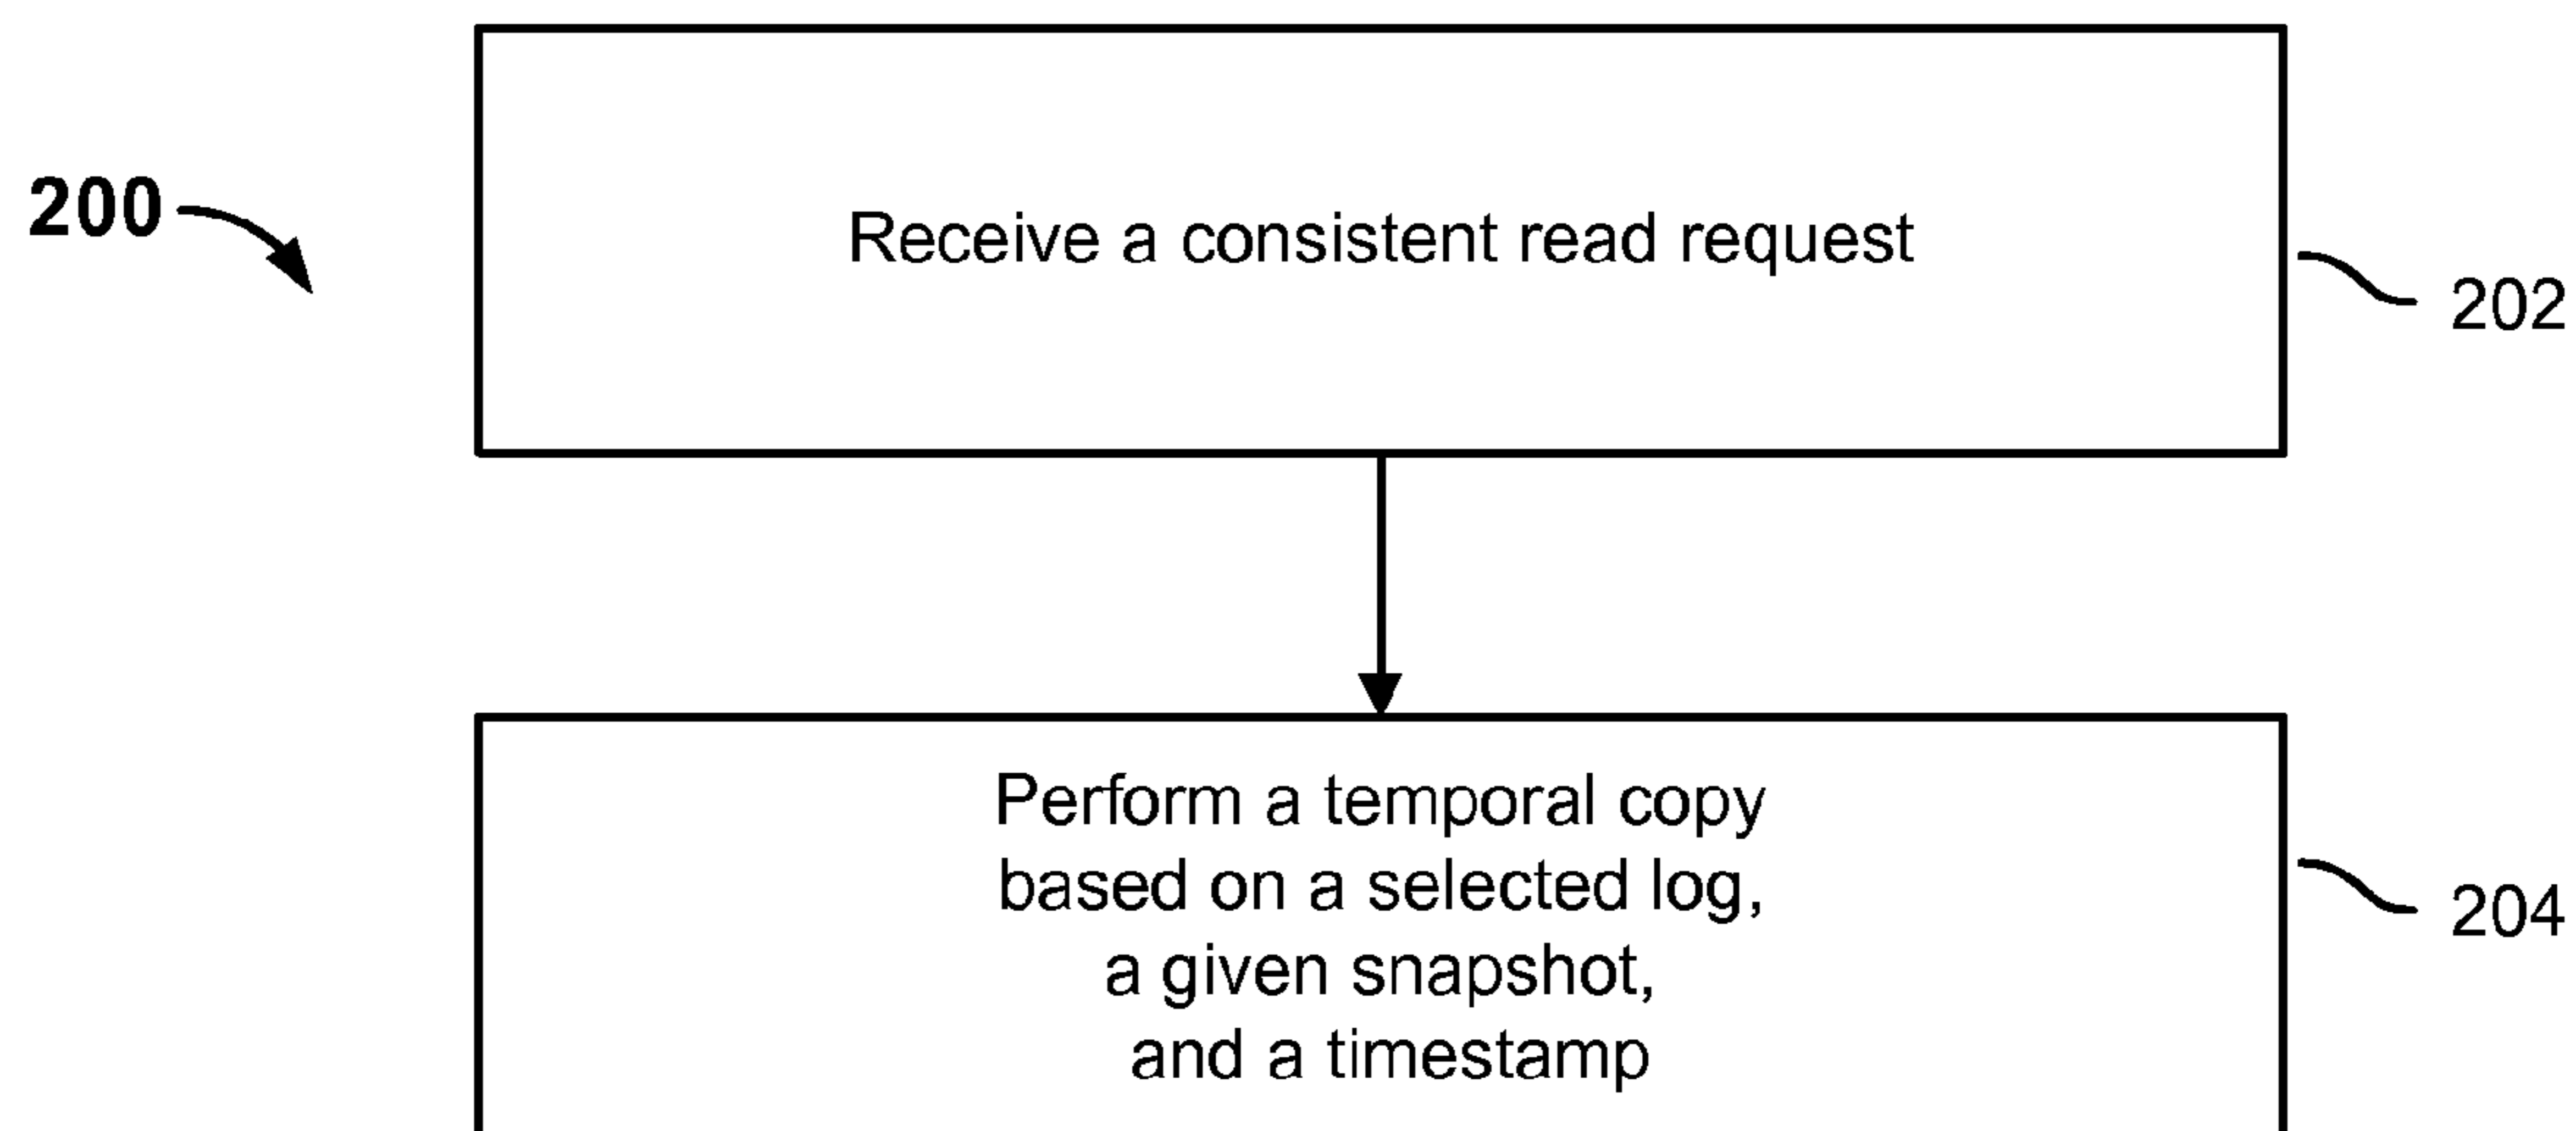 200
Receive a consistent read request
202
Perform a temporal copy
based on a selected log,
a given snapshot,
and a timestamp
204